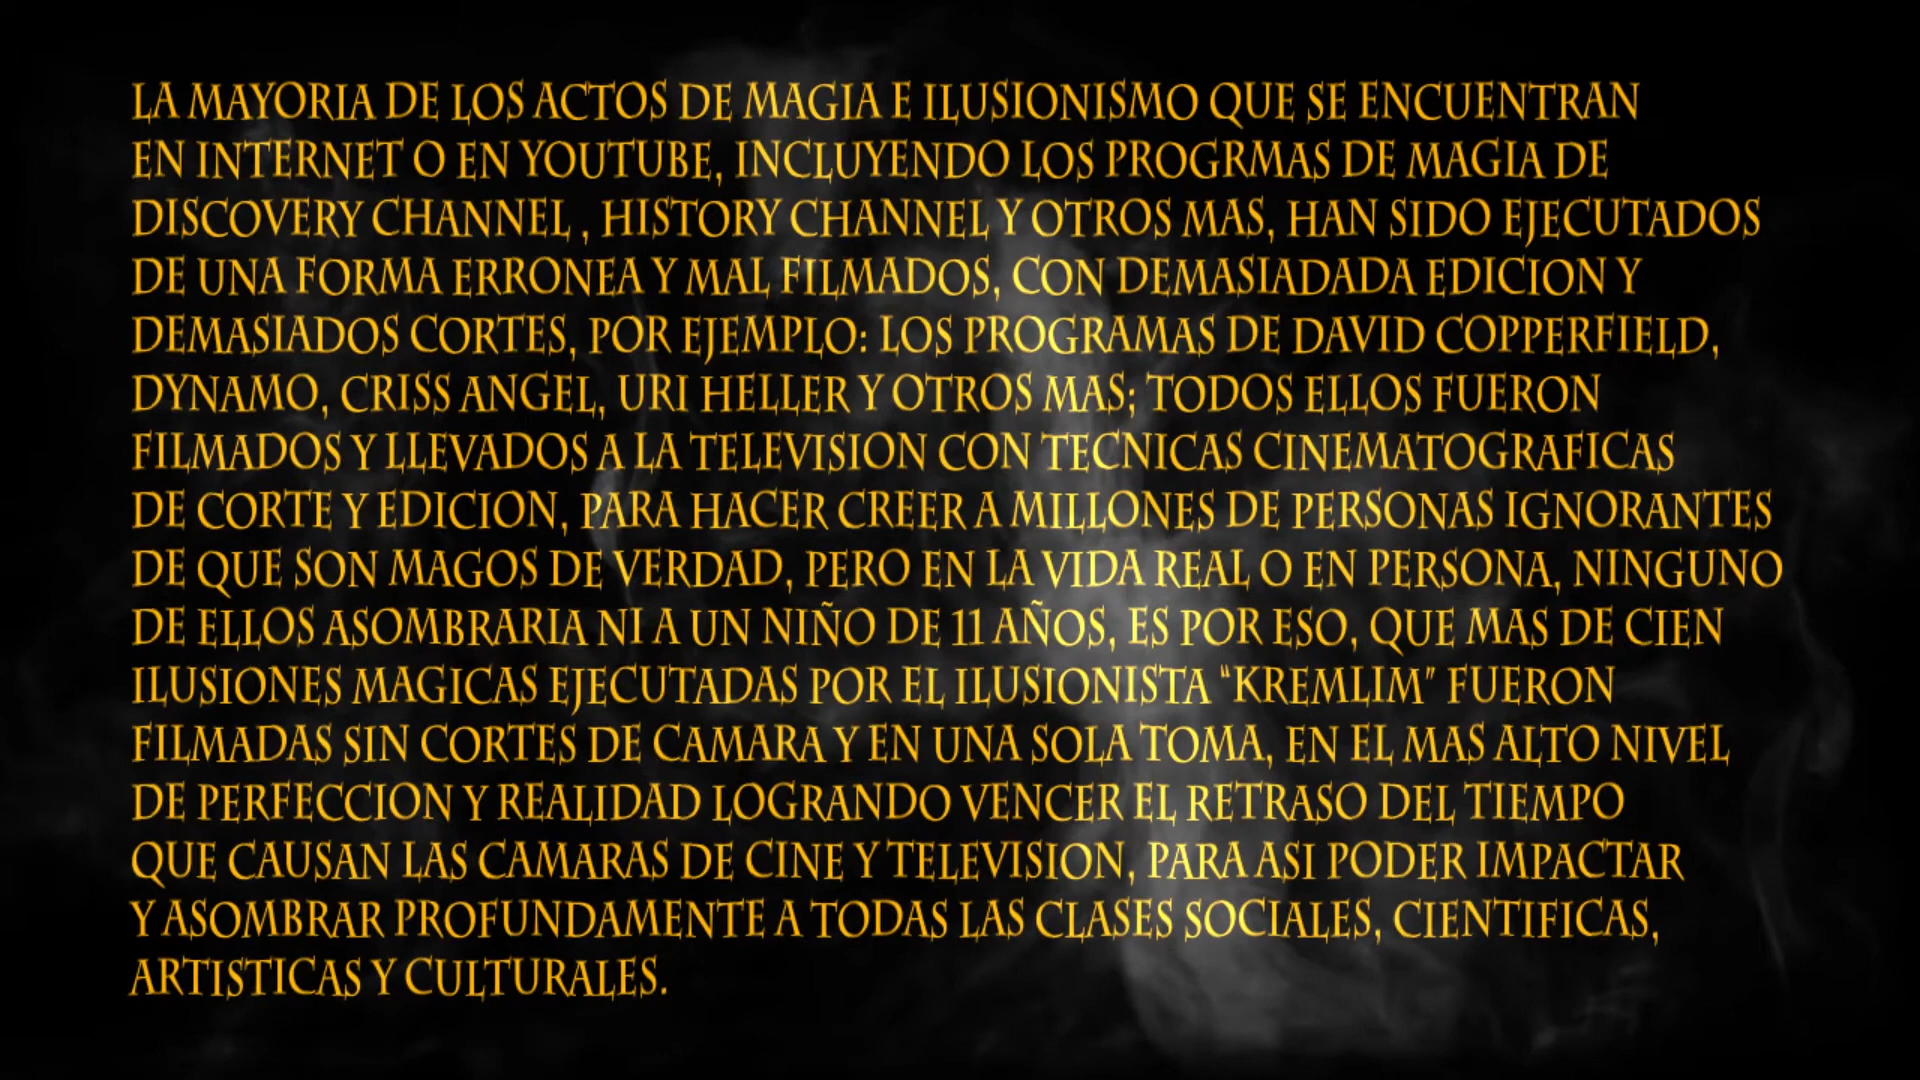 LA MAYORIA DE LOS ACTOS DE MAGIA E ILUSIONISMO QUE SE ENCUENTRAN
EN INTERNET O EN YOUTUBE, INCLUYENDO LOS PROGRMAS DE MAGIA DE
DISCOVERY CHANNEL , HISTORY CHANNEL Y OTROS MAS, HAN SIDO EJECUTADOS
DE UNA FORMA ERRONEA Y MAL FILMADOS, CON DEMASIADADA EDICION Y
DEMASIADOS CORTES, POR EJEMPLO: LOS PROGRAMAS DE DAVID COPPERFIELD,
DYNAMO, CRISS ANGEL, URI HELLER Y OTROS MAS; TODOS ELLOS FUERON
FILMADOS Y LLEVADOS A LA TELEVISION CON TECNICAS CINEMATOGRAFICAS
DE CORTE Y EDICION, PARA HACER CREER A MILLONES DE PERSONAS IGNORANTES
DE QUE SON MAGOS DE VERDAD, PERO EN LA VIDA REAL O EN PERSONA, NINGUNO
DE ELLOS ASOMBRARIA NI A UN NIÑO DE 11 AÑOS, ES POR ESO, QUE MAS DE CIEN
ILUSIONES MAGICAS EJECUTADAS POR EL ILUSIONISTA "KREMLIM" FUERON
FILMADAS SIN CORTES DE CAMARA Y EN UNA SOLA TOMA, EN EL MAS ALTO NIVEL
DE PERFECCION Y REALIDAD LOGRANDO VENCER EL RETRASO DEL TIEMPO
QUE CAUSAN LAS CAMARAS DE CINE Y TELEVISION, PARA ASI PODER IMPACTAR
Y ASOMBRAR PROFUNDAMENTE A TODAS LAS CLASES SOCIALES, CIENTIFICAS,
ARTISTICAS Y CULTURALES.